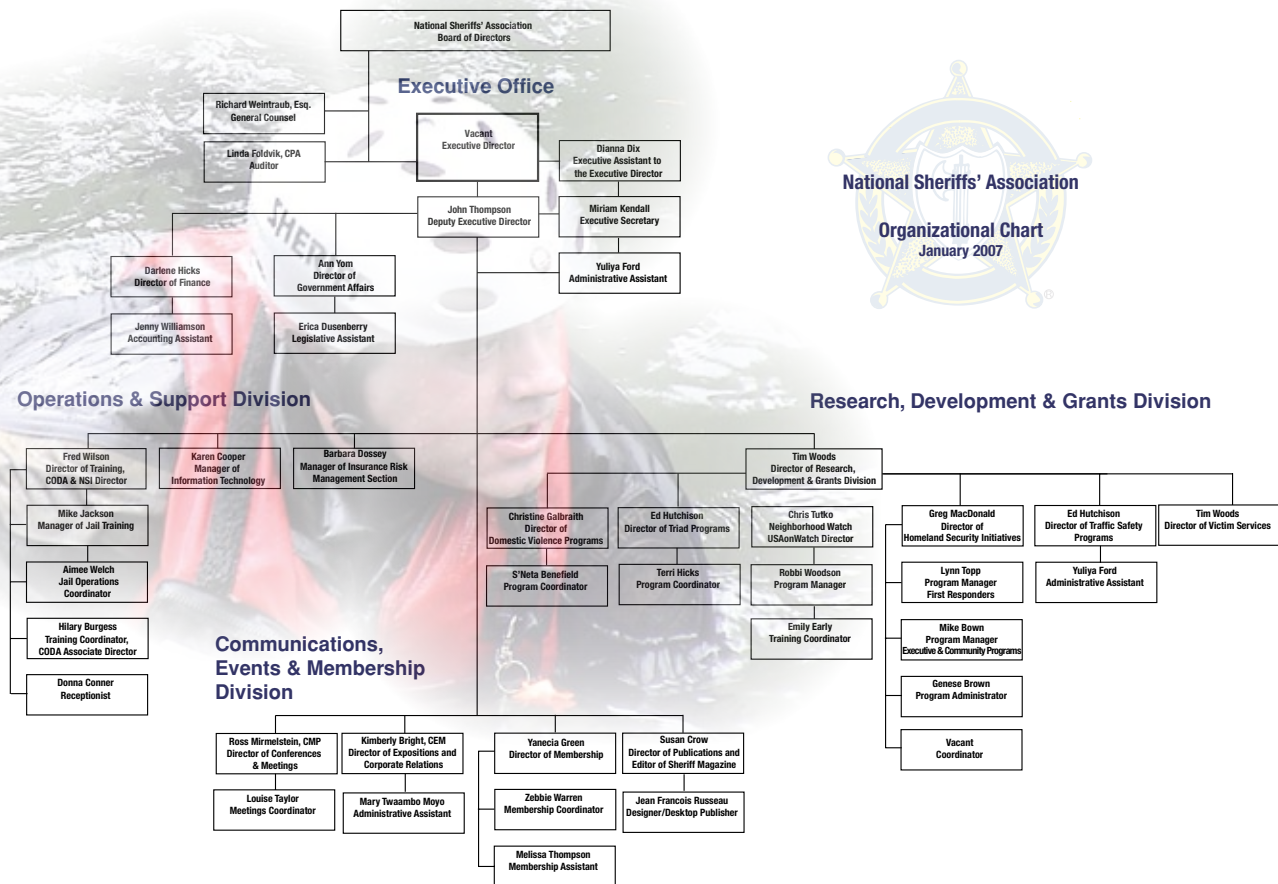 National Sheriffs' Association
Board of Directors
Executive Office
Richard Weintraub, Esq.
General Counsel
Linda Foldvik, CPA
Auditor
Vacant
Executive Director
Dianna Dix
Executive Assistant to
the Executive Director
John Thompson
Deputy Executive Director
Miriam Kendall
Executive Secretary
Yuliya Ford
Administrative Assistant
Darlene Hicks
Director of Finance
Ann Yom
Director of
Government Affairs
Jenny Williamson
Accounting Assistant
Erica Dusenberry
Legislative Assistant
SHERI
National Sheriffs' Association
Organizational Chart
January 2007
®
Operations & Support Division
Fred Wilson
Director of Training,
CODA & NSI Director
Karen Cooper
Manager of
Information Technology
Barbara Dossey
Manager of Insurance Risk
Management Section
Mike Jackson
Manager of Jail Training
Aimee Welch
Jail Operations
Coordinator
Hilary Burgess
Training Coordinator,
CODA Associate Director
Donna Conner
Receptionist
Research, Development & Grants Division
Tim Woods
Director of Research,
Development & Grants Division
Christine Galbraith
Director of
Domestic Violence Programs
S'Neta Benefield
Program Coordinator
Ed Hutchison
Director of Triad Programs
Terri Hicks
Program Coordinator
Chris Tutko
Neighborhood Watch
USAonWatch Director
Robbi Woodson
Program Manager
Emily Early
Training Coordinator
Greg MacDonald
Director of
Homeland Security Initiatives
Lynn Topp
Program Manager
First Responders
Mike Bown
Program Manager
Executive & Community Programs
Genese Brown
Program Administrator
Vacant
Coordinator
Ed Hutchison
Director of Traffic Safety
Programs
Yuliya Ford
Administrative Assistant
Tim Woods
Director of Victim Services
Communications,
Events & Membership
Division
Ross Mirmelstein, CMP
Director of Conferences
& Meetings
Louise Taylor
Meetings Coordinator
Kimberly Bright, CEM
Director of Expositions and
Corporate Relations
Mary Twaambo Moyo
Administrative Assistant
Yanecia Green
Director of Membership
Zebbie Warren
Membership Coordinator
Melissa Thompson
Membership Assistant
Susan Crow
Director of Publications and
Editor of Sheriff Magazine
Jean Francois Russeau
Designer/Desktop Publisher